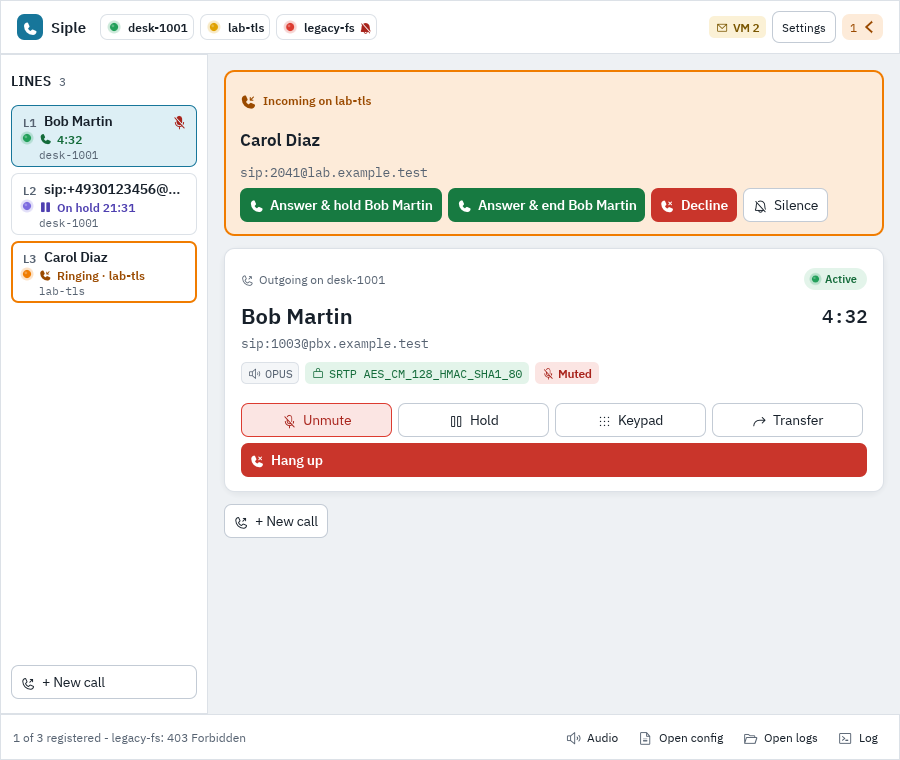 Siple desk-1001 lab-tls legacy-fs VM 2 Settings 1
LINES 3
L1 Bob Martin
4:32
desk-1001
L2 sip:+4930123456@...
On hold 21:31
desk-1001
L3 Carol Diaz
Ringing · lab-tls
lab-tls
+ New call
Incoming on lab-tls
Carol Diaz
sip:2041@lab.example.test
Answer & hold Bob Martin Answer & end Bob Martin Decline Silence
Outgoing on desk-1001 Active
Bob Martin 4:32
sip:1003@pbx.example.test
OPUS SRTP AES_CM_128_HMAC_SHA1_80 Muted
Unmute Hold Keypad Transfer
Hang up
+ New call
1 of 3 registered - legacy-fs: 403 Forbidden Audio Open config Open logs Log